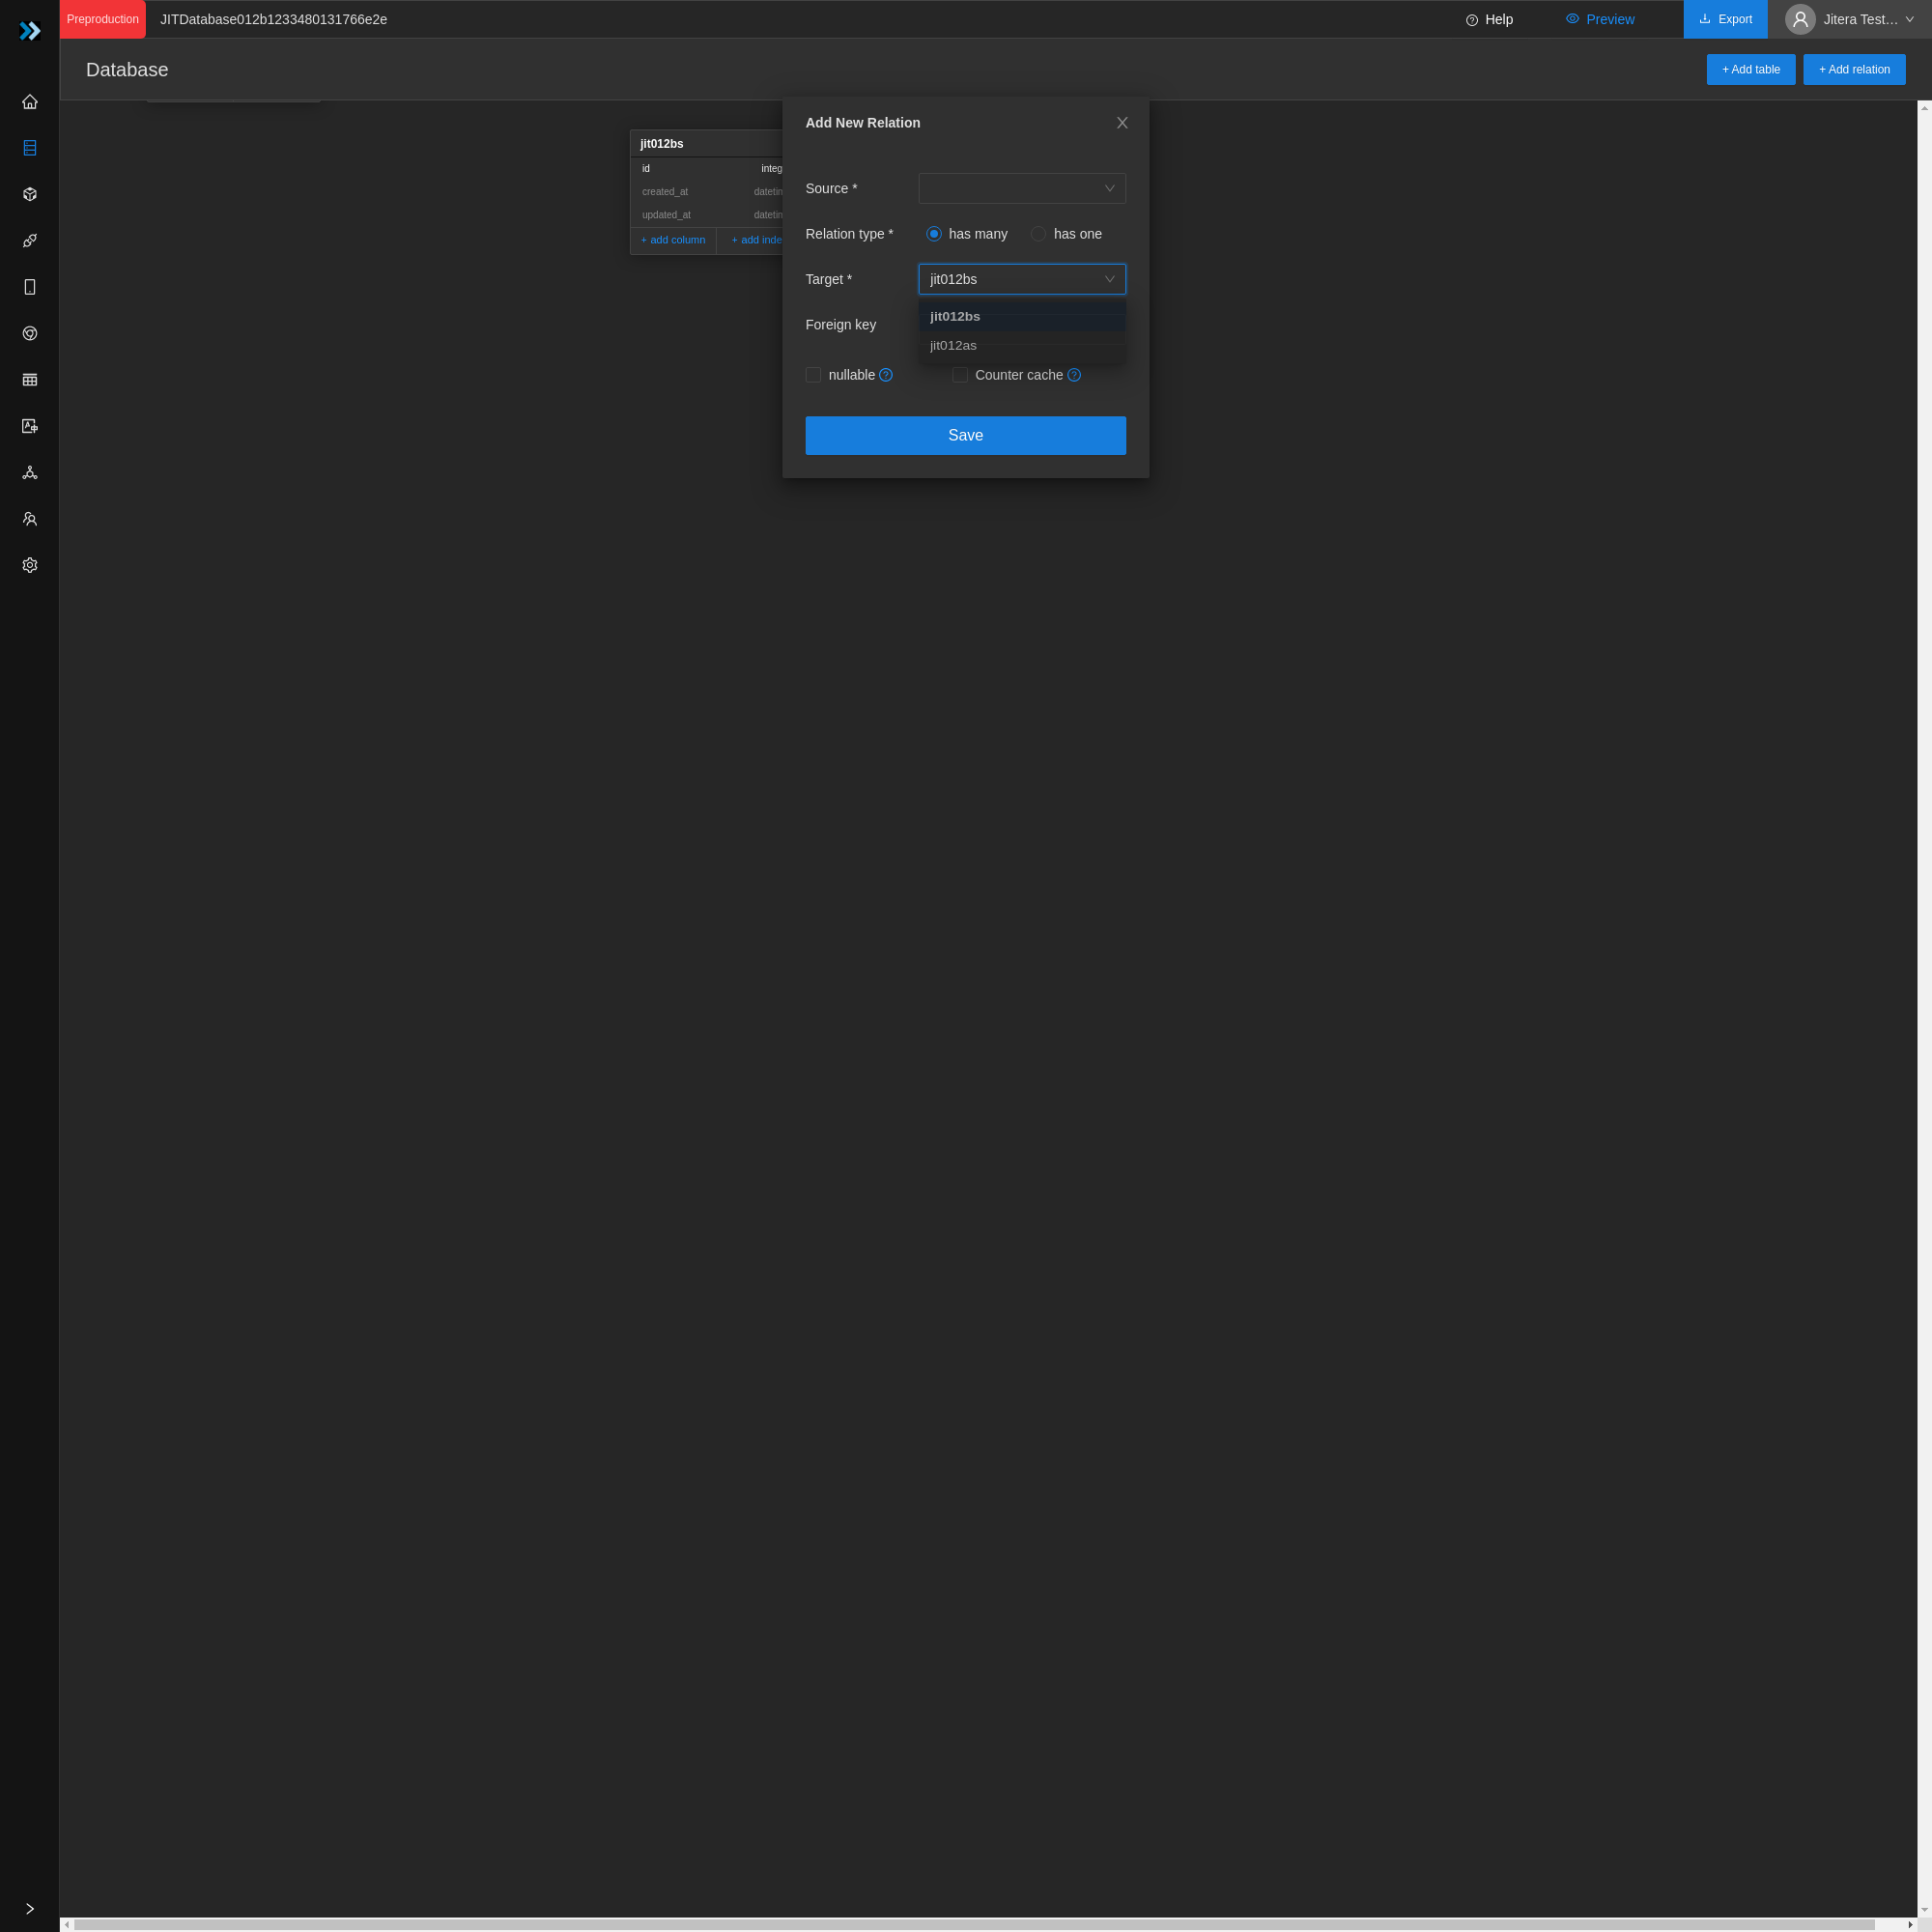 Preproduction JITDatabase012b1233480131766e2e Help Preview Export Jitera Test…
Database + Add table + Add relation
Add New Relation
jit012bs
id integ
created_at datetin
updated_at datetin
+ add column + add inde
Source *
Relation type * has many has one
Target * jit012bs
jit012bs
Foreign key
jit012as
nullable Counter cache
Save